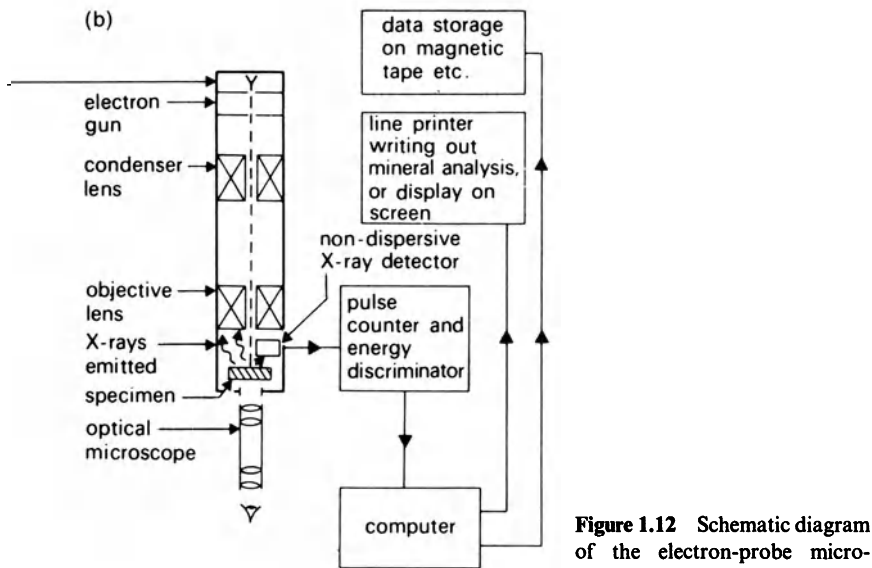 (b)
data storage
on magnetic
tape etc.
electron
gun
line printer
writing out
mineral analysis,
or display on
screen
condenser
lens
non-dispersive
X-ray detector
objective
lens
pulse
counter and
energy
discriminator
X-rays
emitted
specimen
optical
microscope
computer
Figure 1.12 Schematic diagram
of the electron-probe micro-